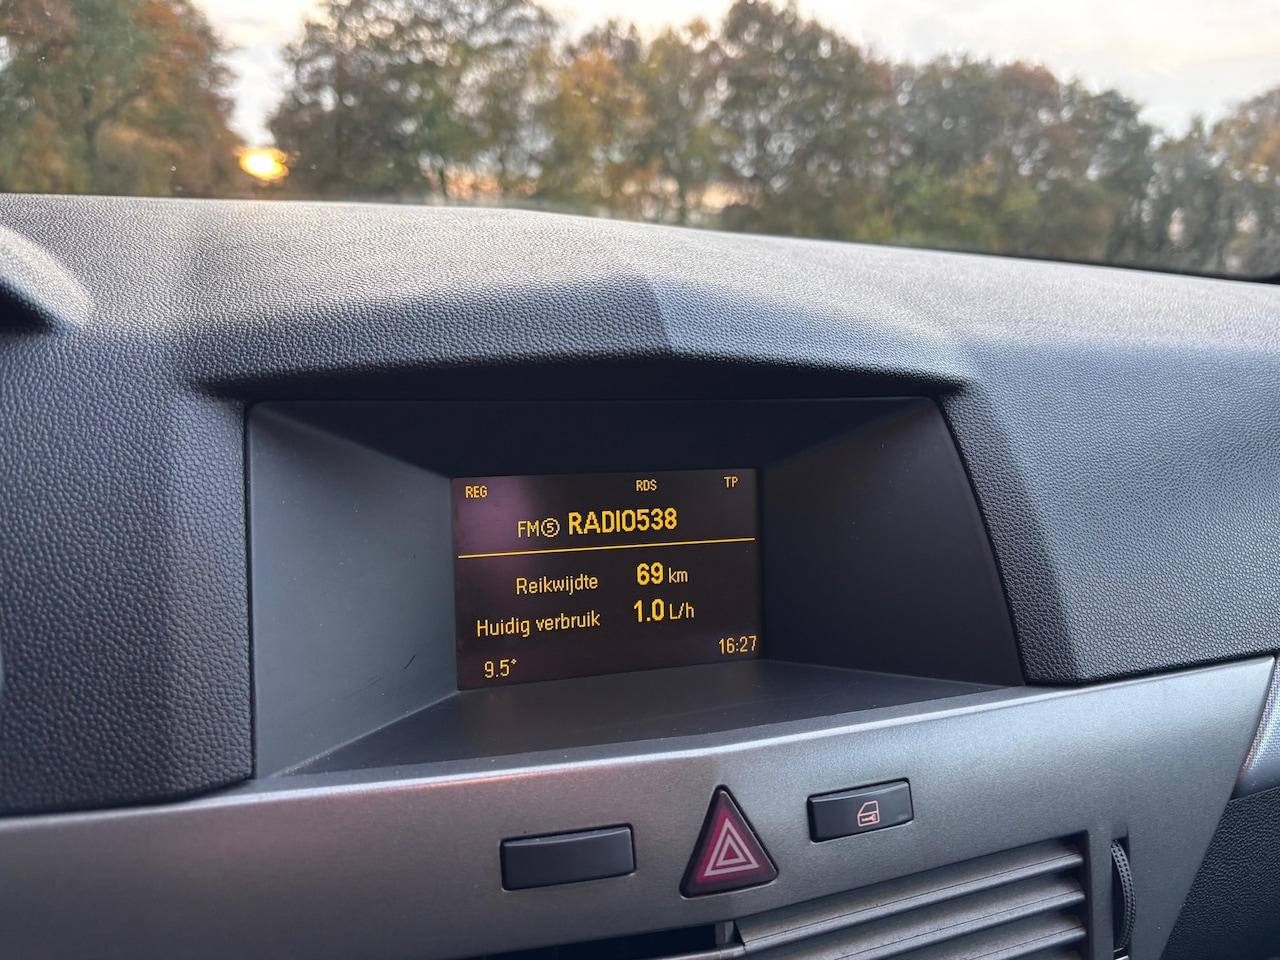 REG RDS TP
FM⑤ RADIO538
Reikwijdte 69 km
Huidig verbruik 1.0 L/h
9.5° 16:27